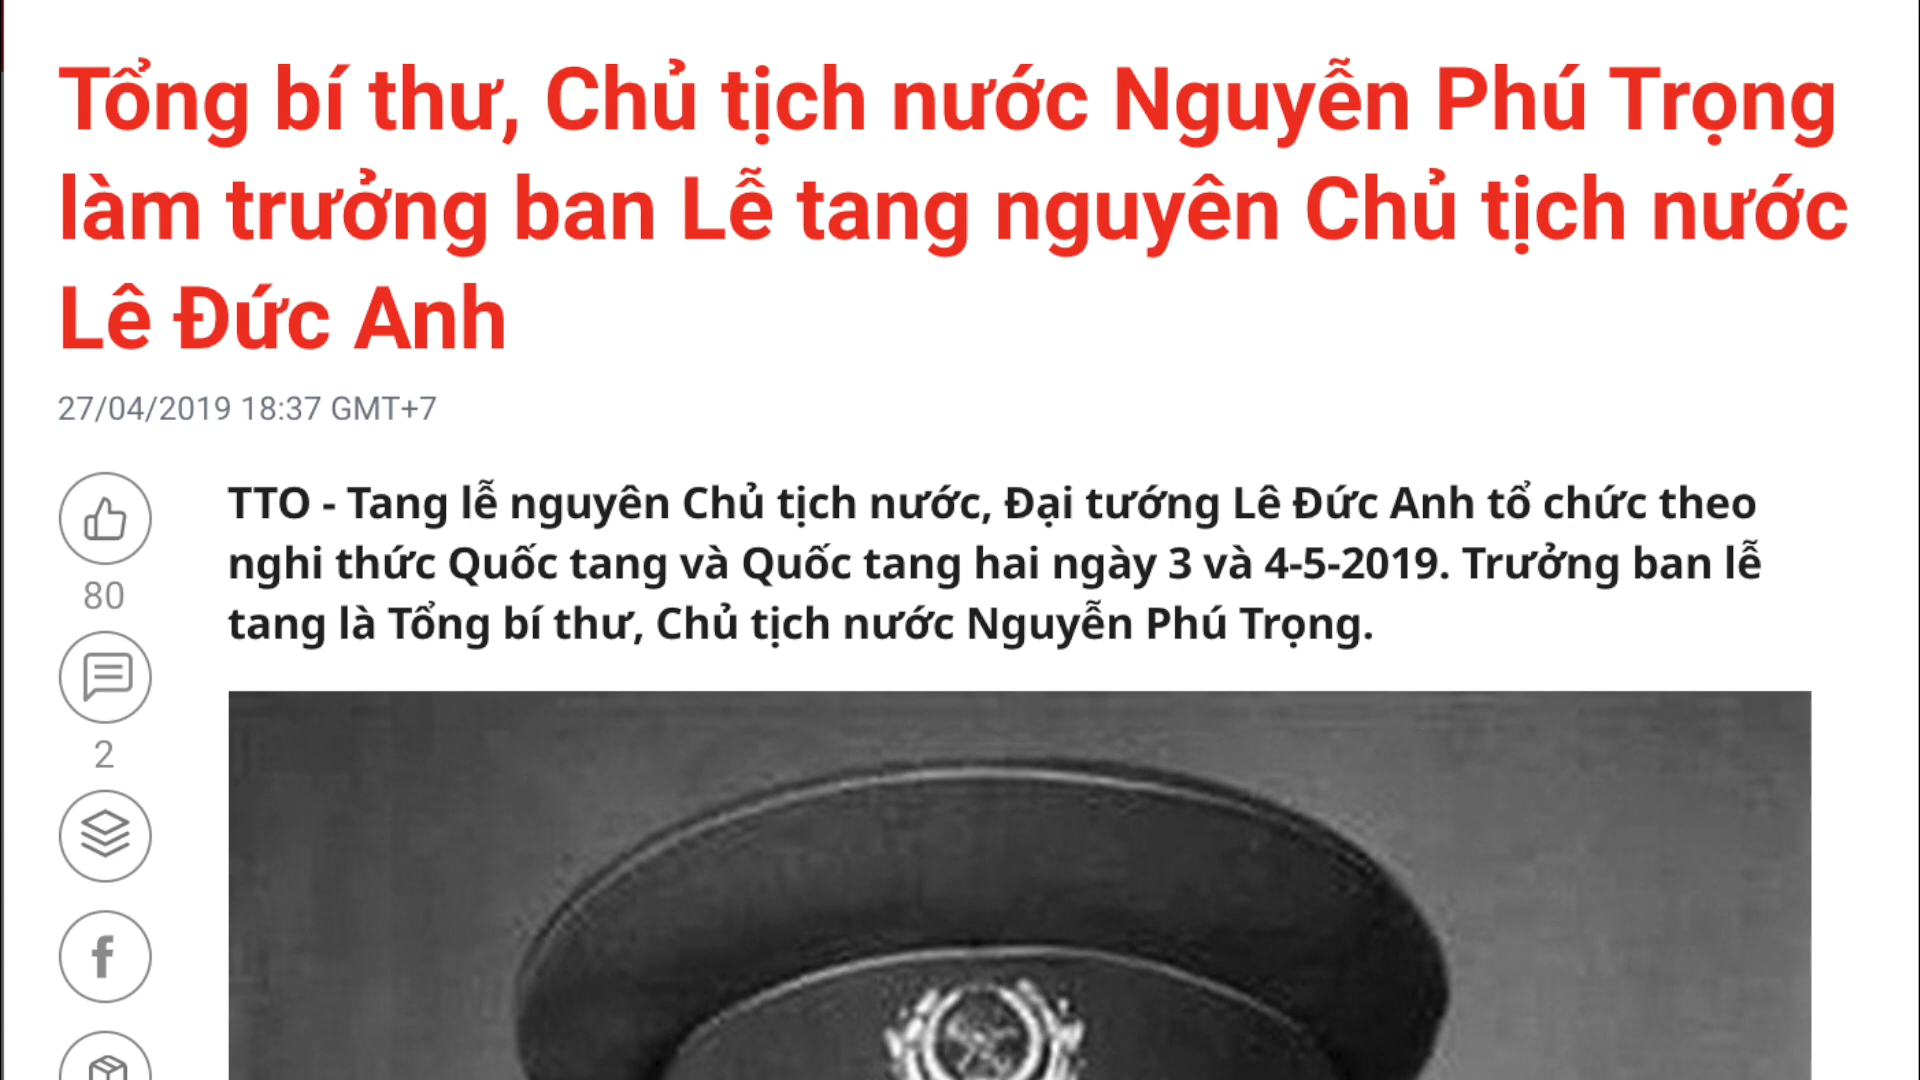 Tổng bí thư, Chủ tịch nước Nguyễn Phú Trọng
làm trưởng ban Lễ tang nguyên Chủ tịch nước
Lê Đức Anh
27/04/2019 18:37 GMT+7
TTO - Tang lễ nguyên Chủ tịch nước, Đại tướng Lê Đức Anh tổ chức theo
nghi thức Quốc tang và Quốc tang hai ngày 3 và 4-5-2019. Trưởng ban lễ
tang là Tổng bí thư, Chủ tịch nước Nguyễn Phú Trọng.
80
2